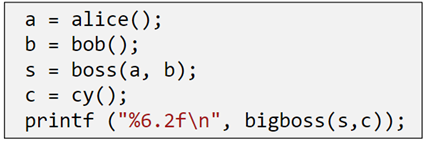 a = alice();
b = bob();
s = boss(a, b);
c = cy();
printf ("%6.2f\n", bigboss(s,c));